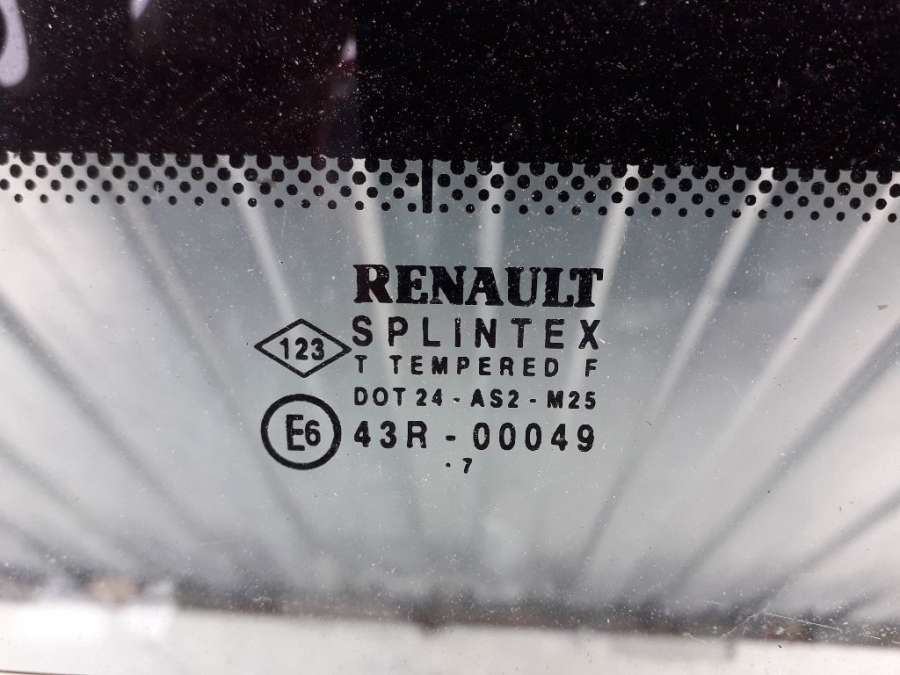 RENAULT
SPLINTEX
123
T TEMPERED F
DOT 24 - AS2 - M25
E6 43R - 00049
. 7